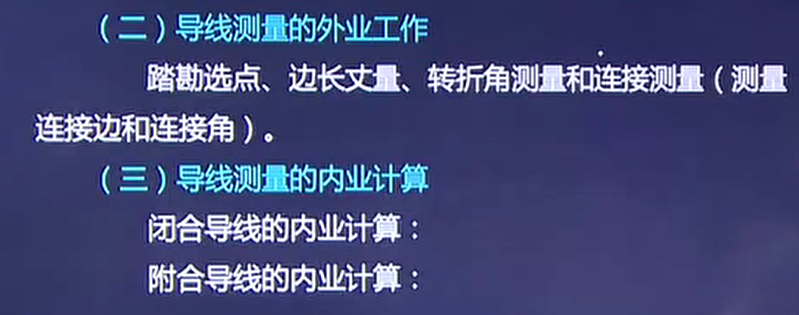 （二）导线测量的外业工作
踏勘选点、边长丈量、转折角测量和连接测量（测量
连接边和连接角）。
（三）导线测量的内业计算
闭合导线的内业计算：
附合导线的内业计算：